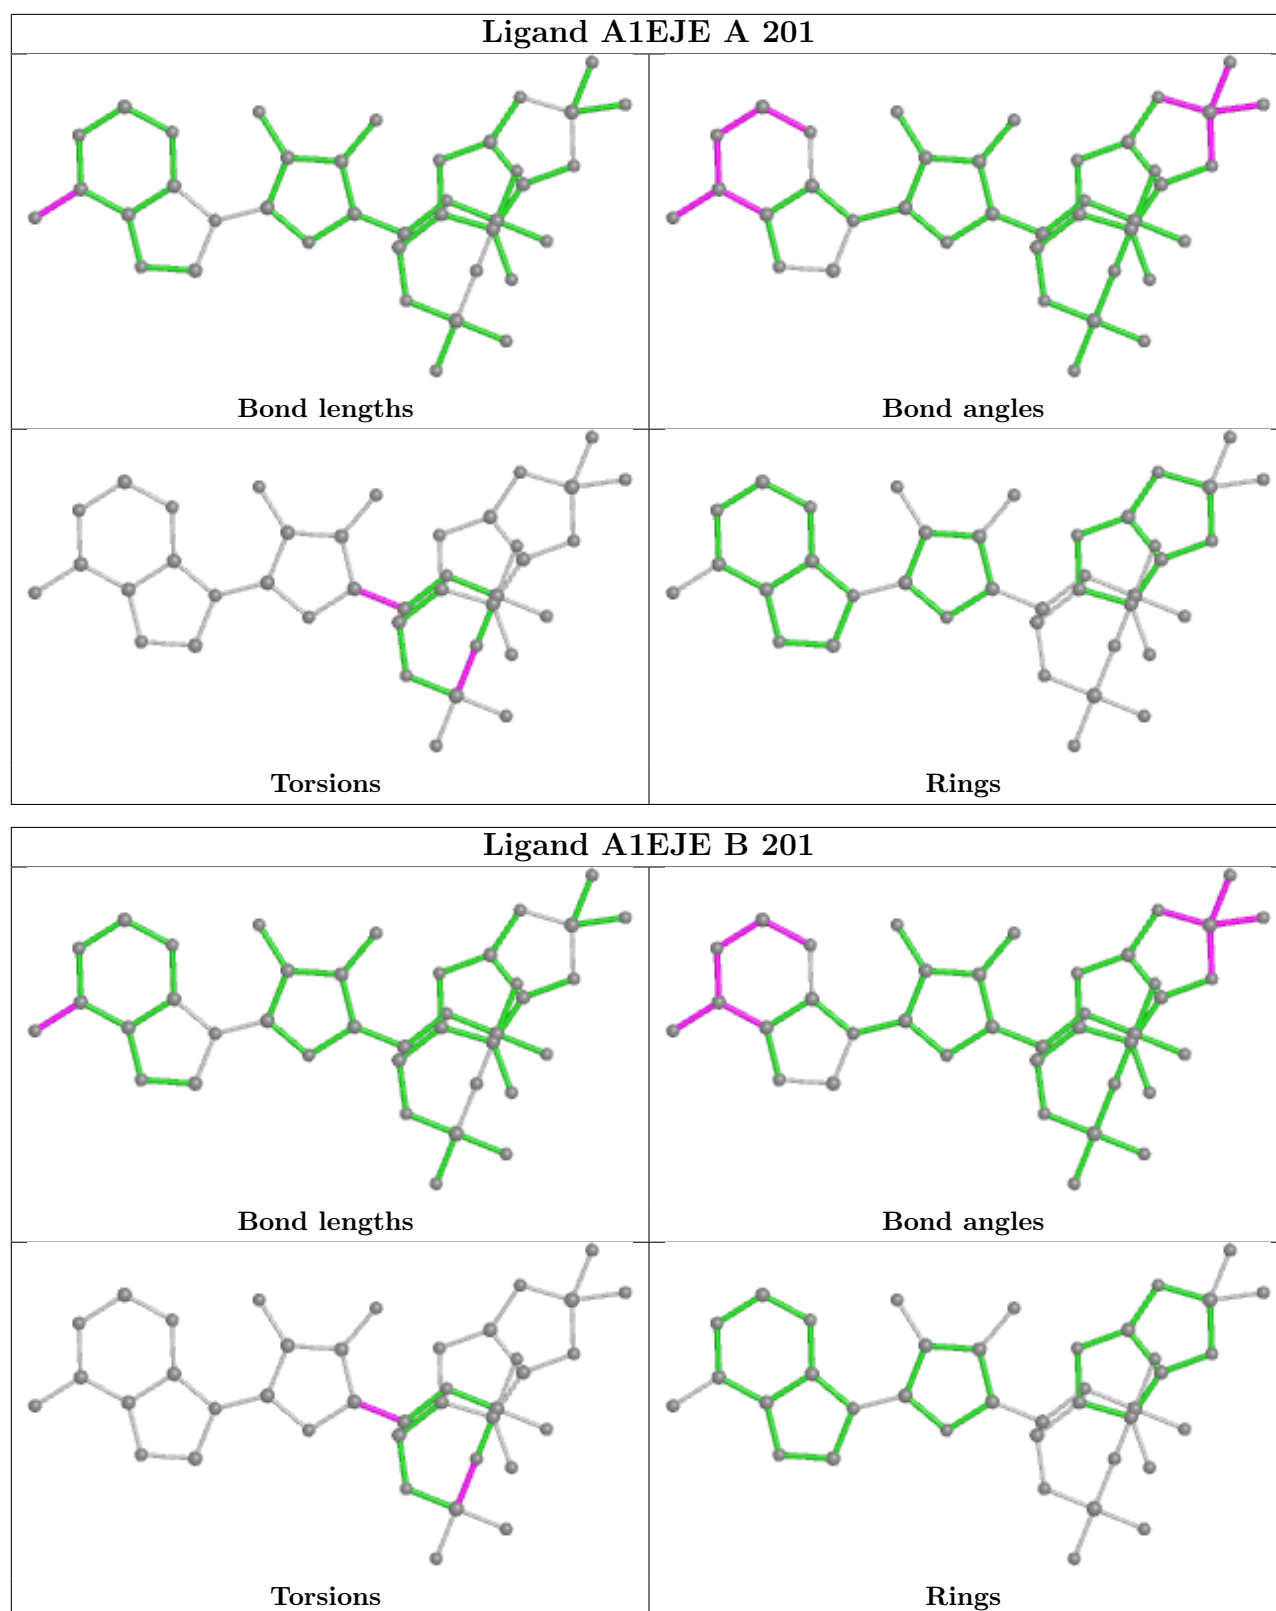 Ligand A1EJE A 201
Bond lengths
Bond angles
Torsions
Rings
Ligand A1EJE B 201
Bond lengths
Bond angles
Torsions
Rings